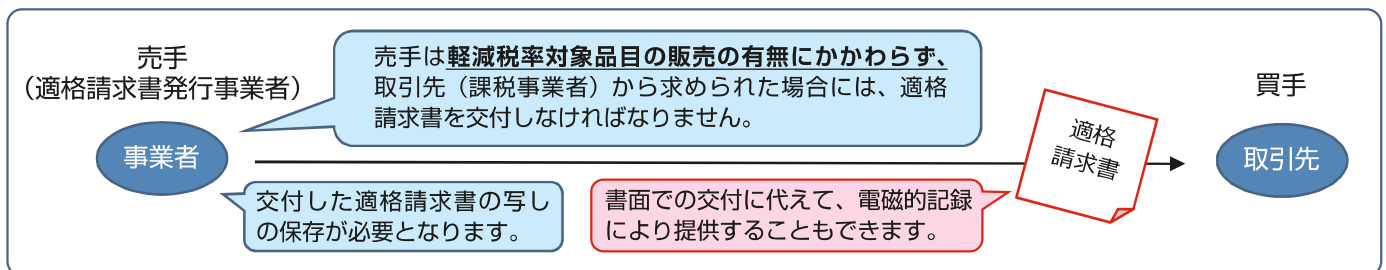 売手
（適格請求書発行事業者）
事業者
売手は軽減税率対象品目の販売の有無にかかわらず、
取引先（課税事業者）から求められた場合には、適格
請求書を交付しなければなりません。
交付した適格請求書の写し
の保存が必要となります。
書面での交付に代えて、電磁的記録
により提供することもできます。
適格
請求書
買手
取引先